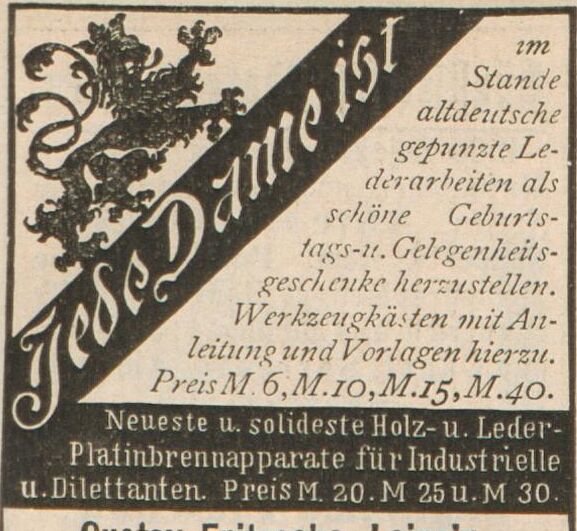 Jede Dame ist
im
Stande
altdeutsche
gepunzte Le-
derarbeiten als
schöne Geburts-
tags-u. Gelegenheits-
geschenke herzustellen.
Werkzeugkästen mit An-
leitung und Vorlagen hierzu.
Preis M. 6, M. 10, M. 15, M. 40.
Neueste u. solideste Holz- u. Leder-
Platinbrennapparate für Industrielle
u. Dilettanten. Preis M. 20. M 25 u. M 30.